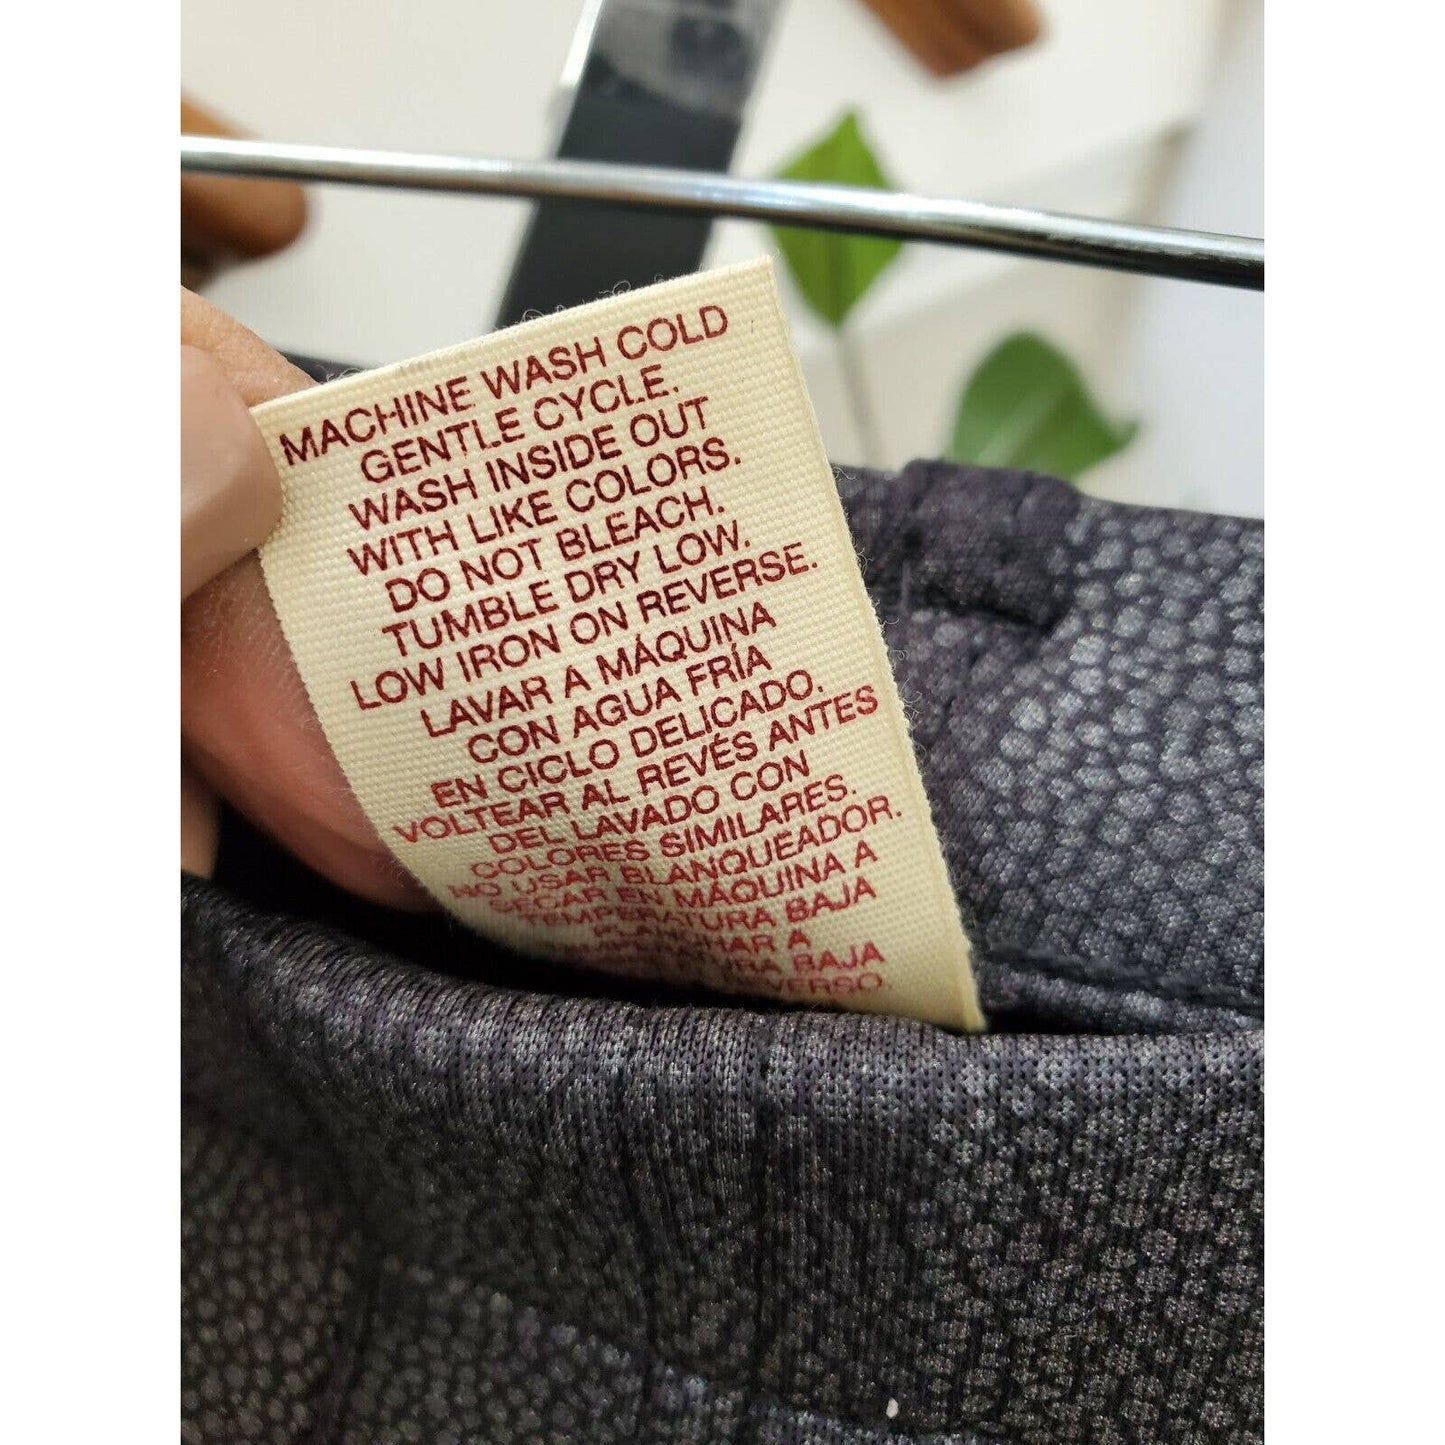 MACHINE WASH COLD
GENTLE CYCLE.
WASH INSIDE OUT
WITH LIKE COLORS.
DO NOT BLEACH.
TUMBLE DRY LOW.
LOW IRON ON REVERSE.
LAVAR A MÁQUINA
CON AGUA FRÍA
EN CICLO DELICADO.
VOLTEAR AL REVÉS ANTES
DEL LAVADO CON
COLORES SIMILARES.
NO USAR BLANQUEADOR.
SECAR EN MÁQUINA A
TEMPERATURA BAJA
A
BAJA